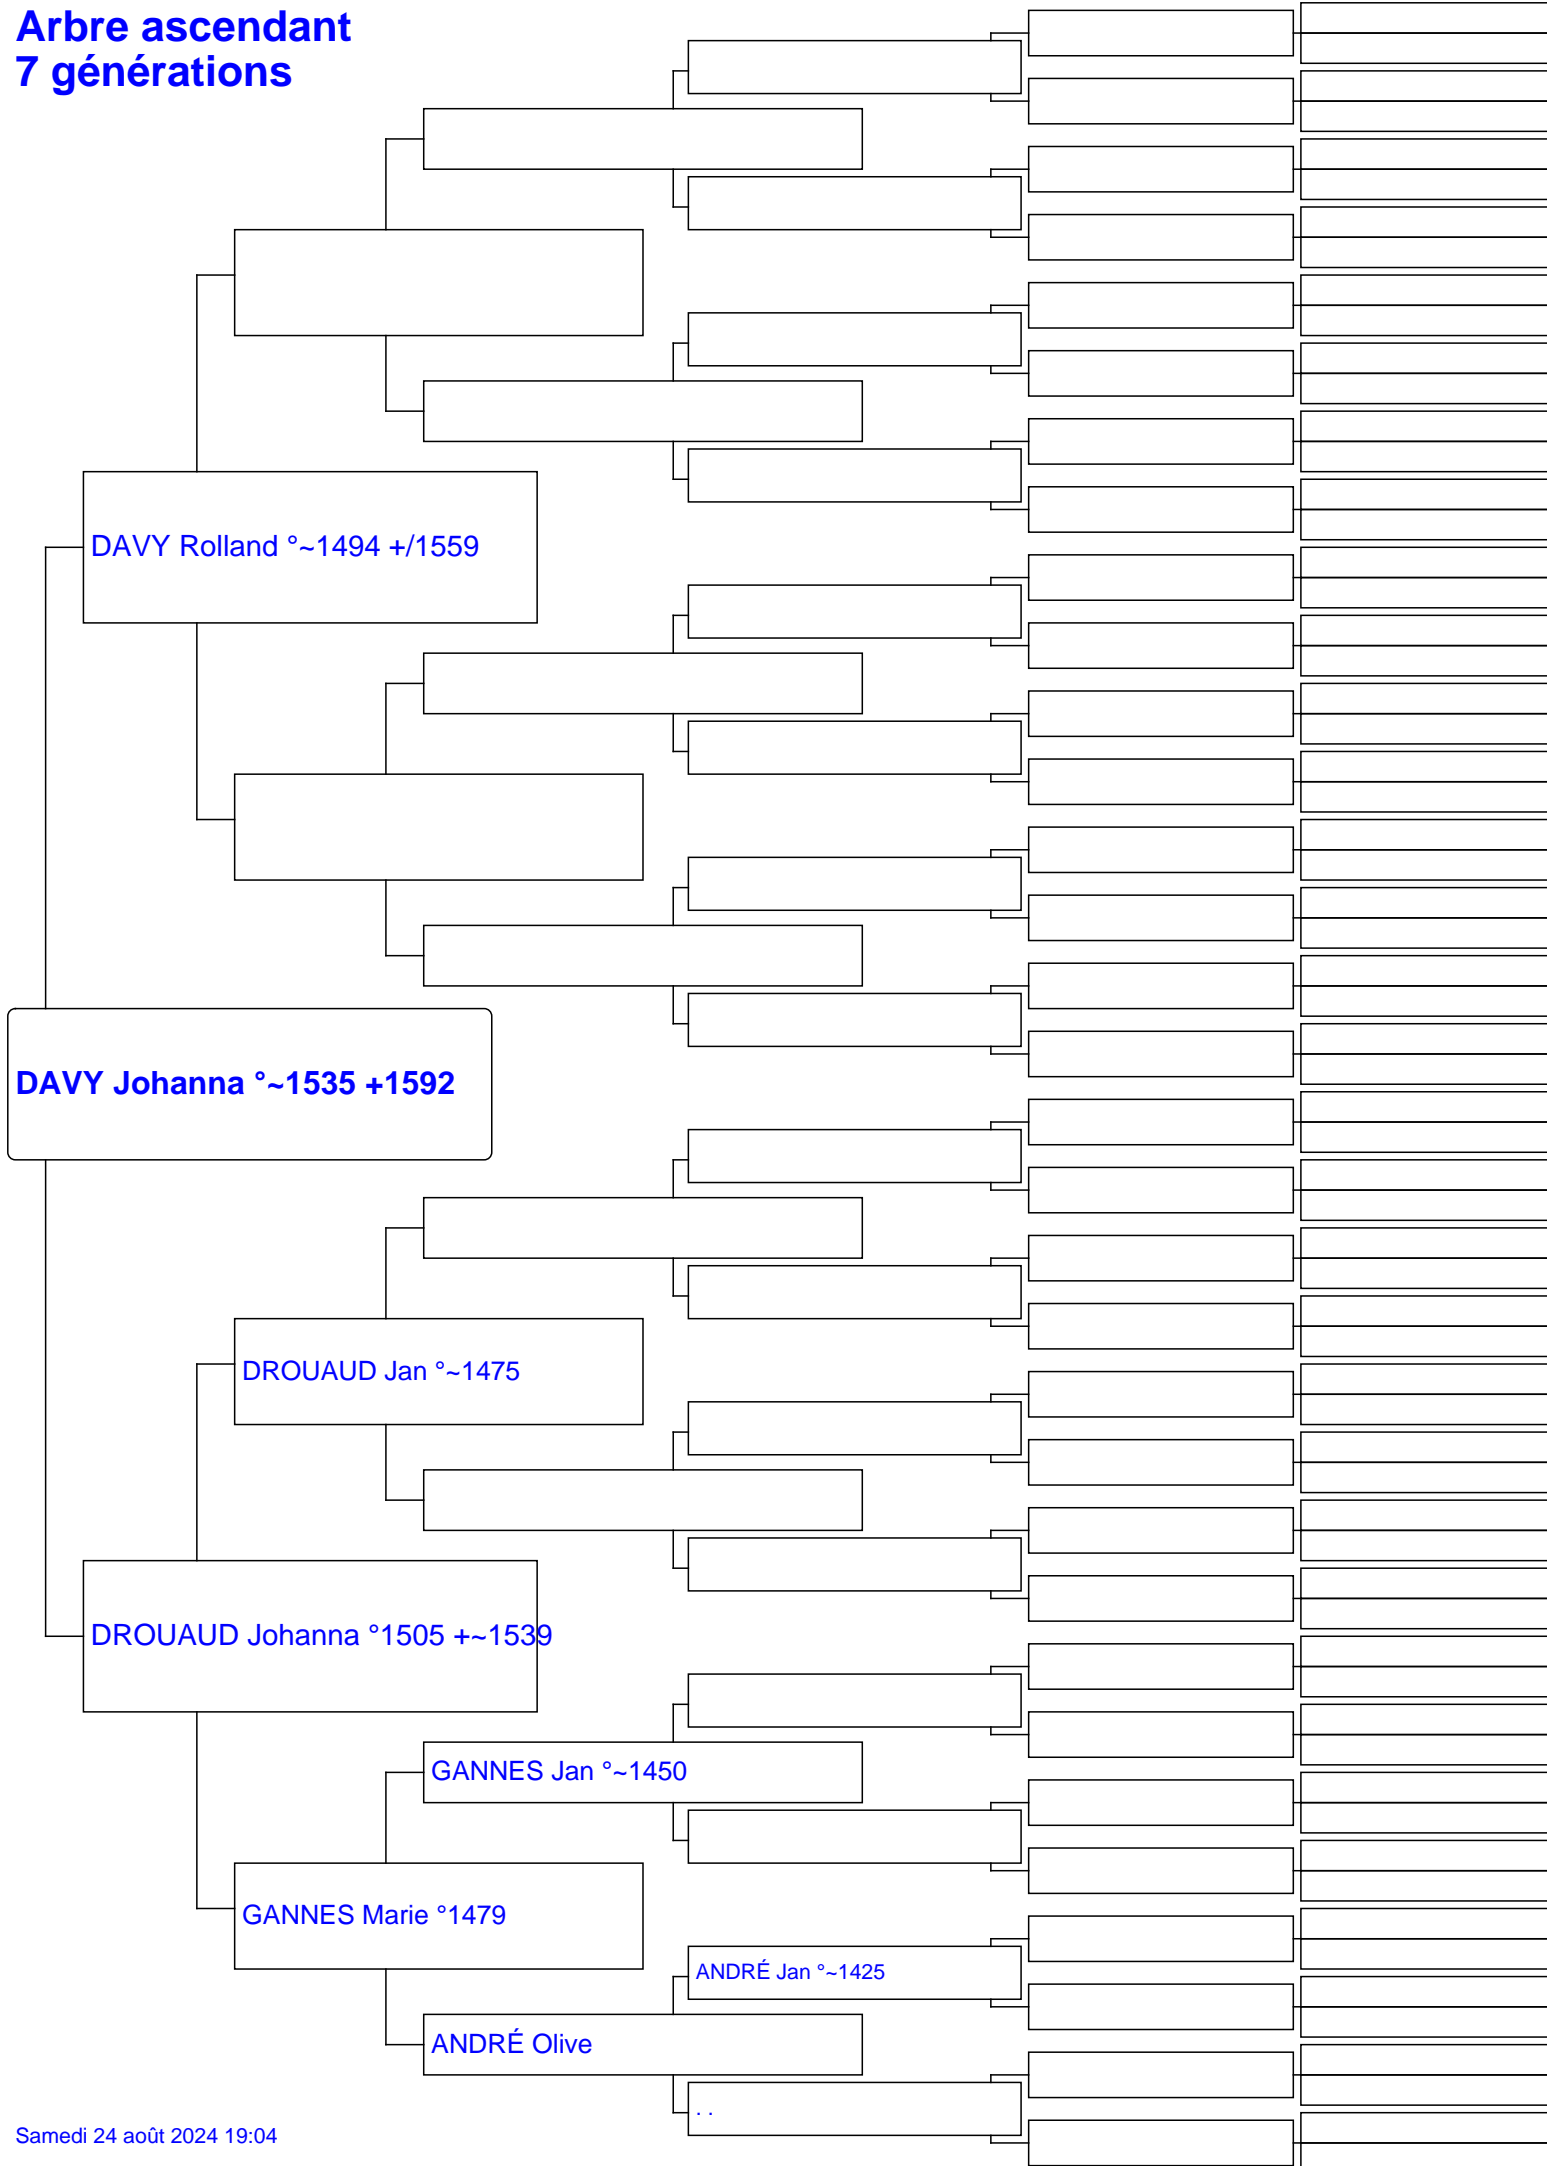 Arbre ascendant
7 générations
DAVY Rolland °~1494 +/1559
DAVY Johanna °~1535 +1592
DROUAUD Jan °~1475
DROUAUD Johanna °1505 +~1539
GANNES Jan °~1450
GANNES Marie °1479
ANDRÉ Jan °~1425
ANDRÉ Olive
. .
Samedi 24 août 2024 19:04